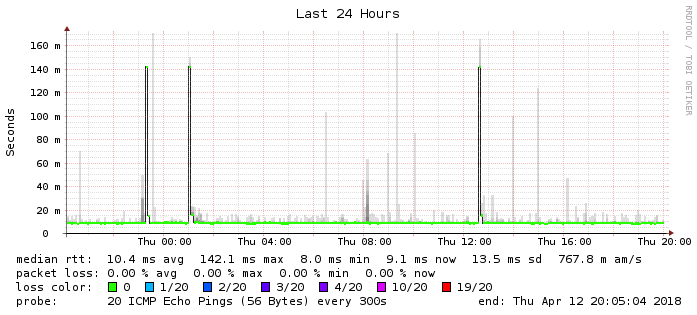 Last 24 Hours
RRDTOOL / TOBI OETIKER
Seconds
160 m
140 m
120 m
100 m
80 m
60 m
40 m
20 m
0
Thu 00:00 Thu 04:00 Thu 08:00 Thu 12:00 Thu 16:00 Thu 20:00
median rtt: 10.4 ms avg 142.1 ms max 8.0 ms min 9.1 ms now 13.5 ms sd 767.8 m am/s
packet loss: 0.00 % avg 0.00 % max 0.00 % min 0.00 % now
loss color: 0 1/20 2/20 3/20 4/20 10/20 19/20
probe: 20 ICMP Echo Pings (56 Bytes) every 300s end: Thu Apr 12 20:05:04 2018